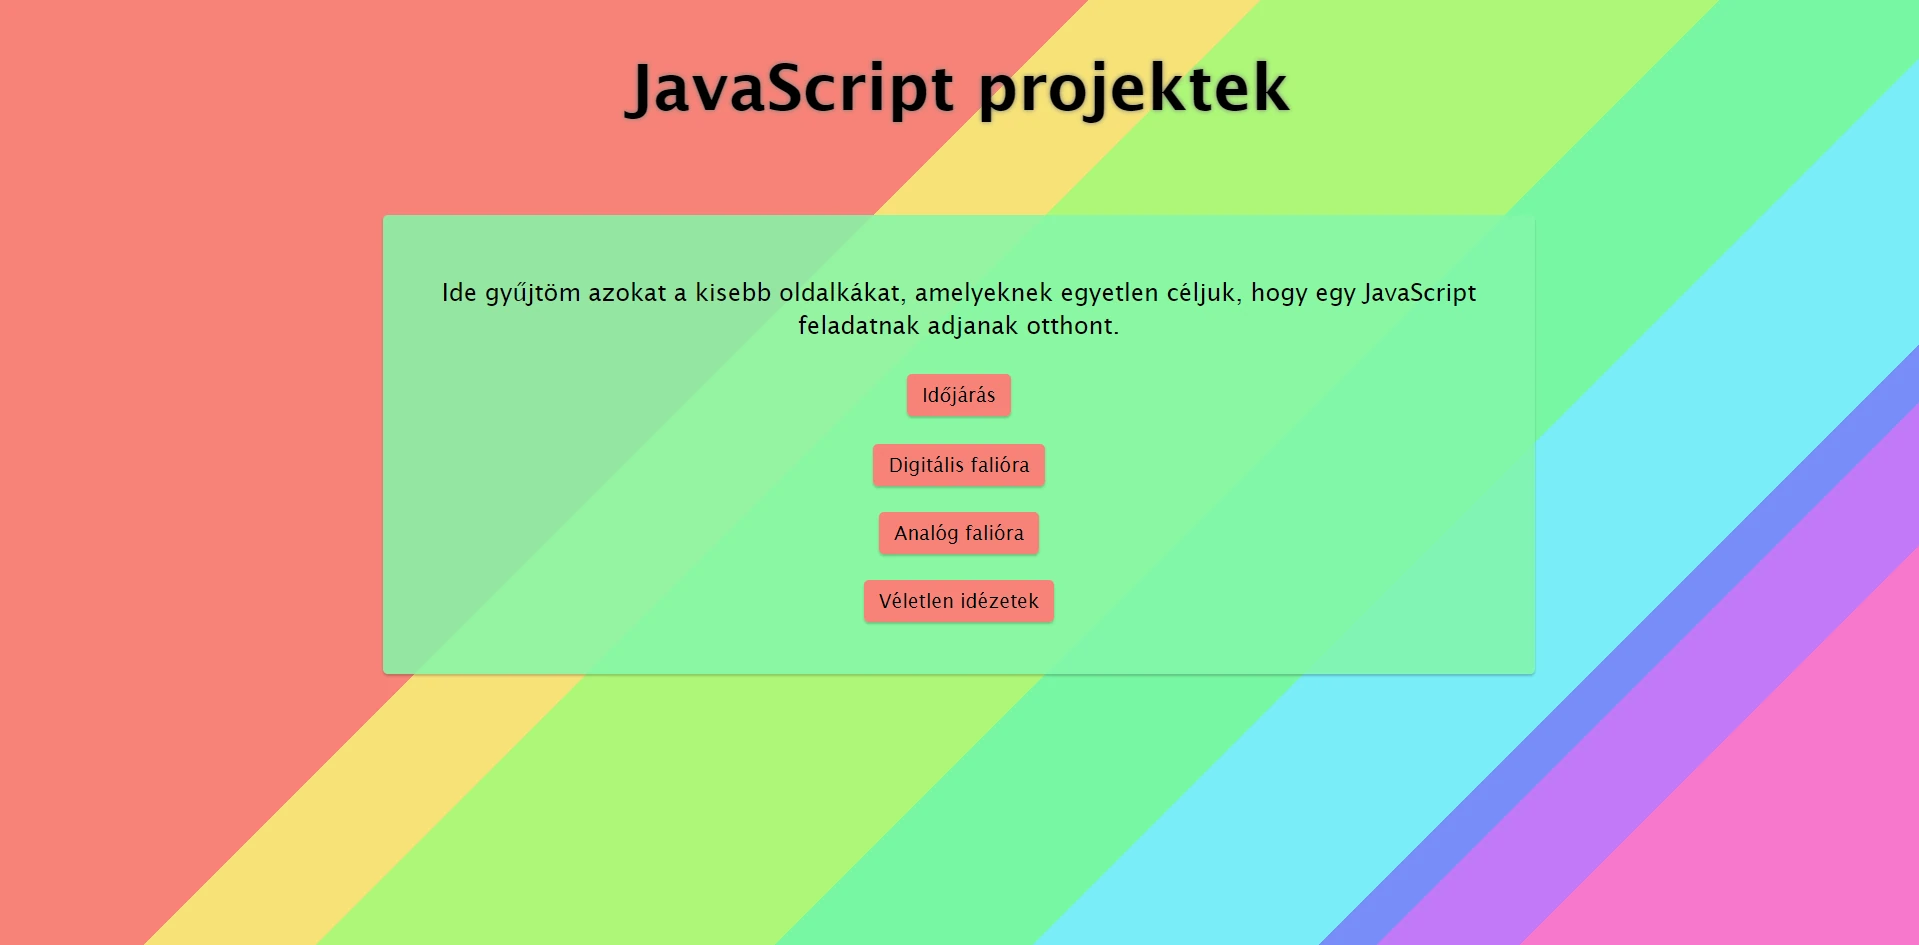 JavaScript projektek
Ide gyűjtöm azokat a kisebb oldalkákat, amelyeknek egyetlen céljuk, hogy egy JavaScript
feladatnak adjanak otthont.
Időjárás
Digitális falióra
Analóg falióra
Véletlen idézetek